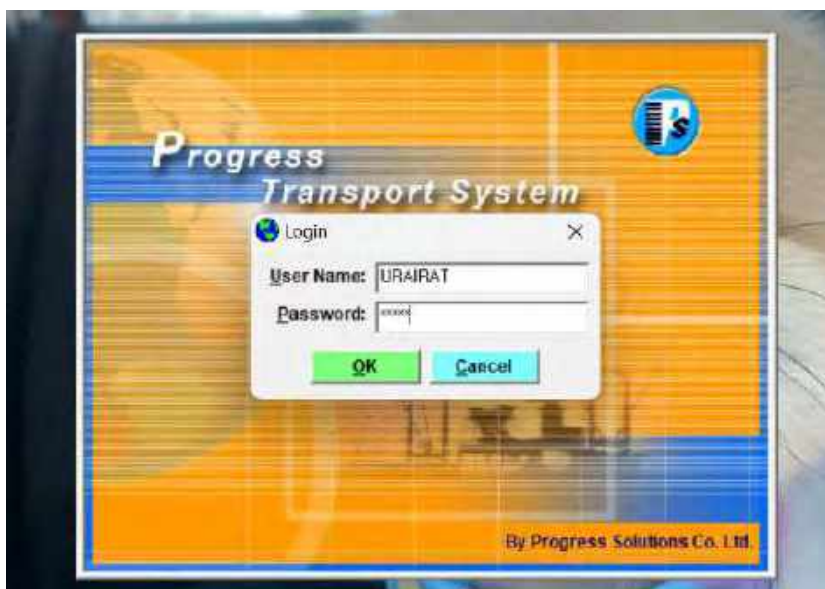 P's
Progress
Transport System
Login
User Name: URAIRAT
Password: *****
OK Cancel
By Progress Solutions Co. Ltd.